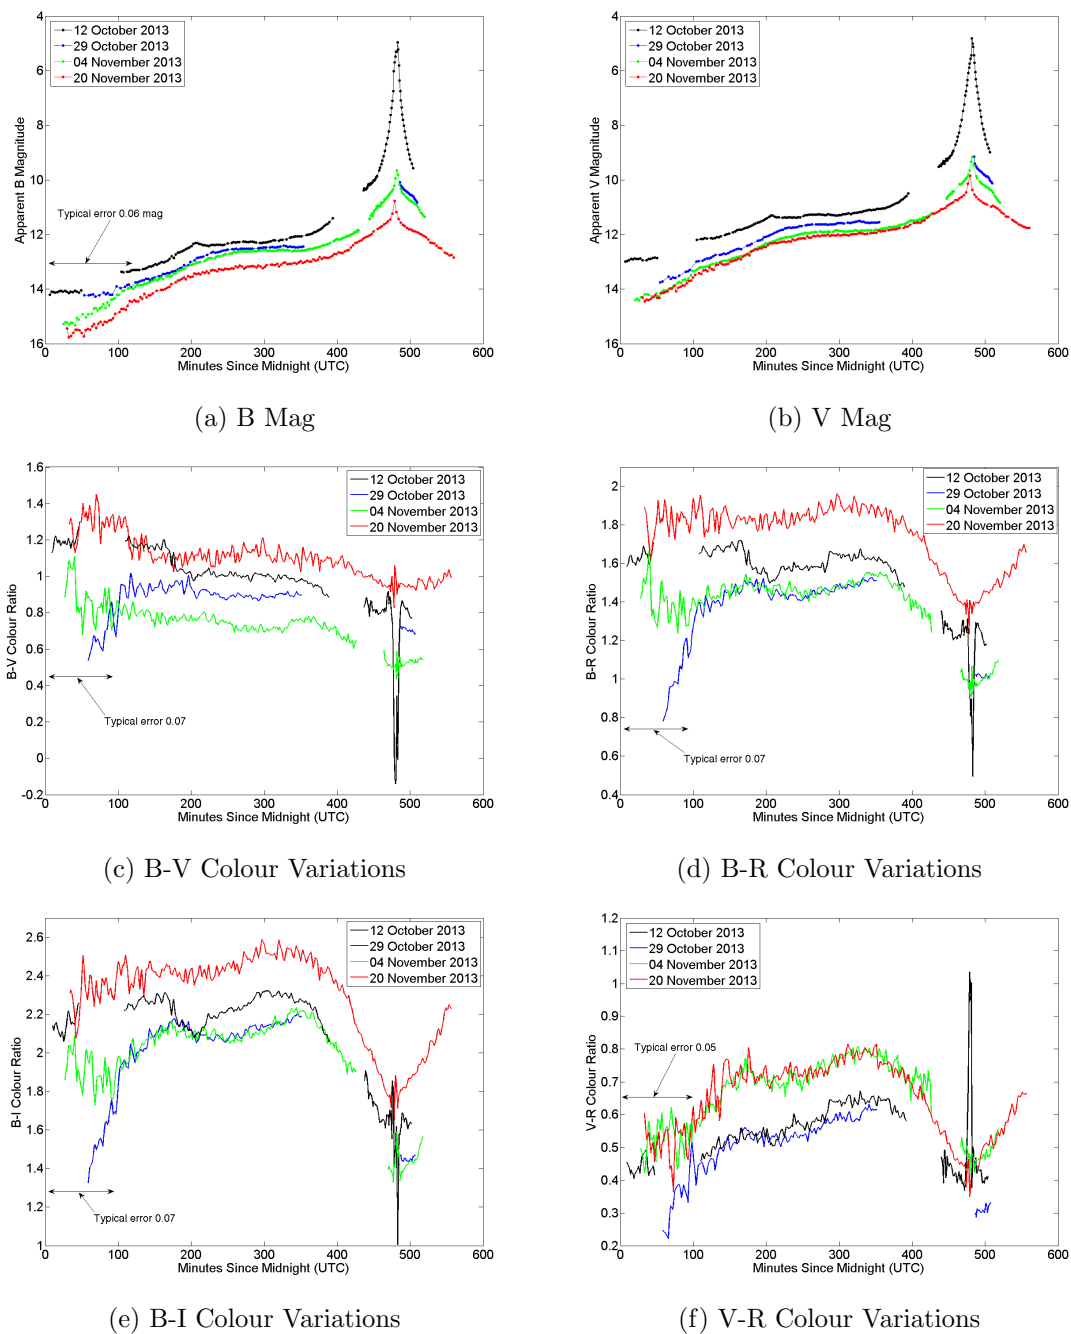 4
6
8
10
12
14
16
0
100
200
300
400
500
600
Apparent B Magnitude
Minutes Since Midnight (UTC)
12 October 2013
29 October 2013
04 November 2013
20 November 2013
Typical error 0.06 mag
(a) B Mag
4
6
8
10
12
14
16
0
100
200
300
400
500
600
Apparent V Magnitude
Minutes Since Midnight (UTC)
12 October 2013
29 October 2013
04 November 2013
20 November 2013
(b) V Mag
1.6
1.4
1.2
1
0.8
0.6
0.4
0.2
0
-0.2
0
100
200
300
400
500
600
B-V Colour Ratio
Minutes Since Midnight (UTC)
12 October 2013
29 October 2013
04 November 2013
20 November 2013
Typical error 0.07
(c) B-V Colour Variations
2
1.8
1.6
1.4
1.2
1
0.8
0.6
0.4
0
100
200
300
400
500
600
B-R Colour Ratio
Minutes Since Midnight (UTC)
12 October 2013
29 October 2013
04 November 2013
20 November 2013
Typical error 0.07
(d) B-R Colour Variations
2.6
2.4
2.2
2
1.8
1.6
1.4
1.2
1
0
100
200
300
400
500
600
B-I Colour Ratio
Minutes Since Midnight (UTC)
12 October 2013
29 October 2013
04 November 2013
20 November 2013
Typical error 0.07
(e) B-I Colour Variations
1.2
1.1
1
0.9
0.8
0.7
0.6
0.5
0.4
0.3
0.2
0
100
200
300
400
500
600
V-R Colour Ratio
Minutes Since Midnight (UTC)
12 October 2013
29 October 2013
04 November 2013
20 November 2013
Typical error 0.05
(f) V-R Colour Variations